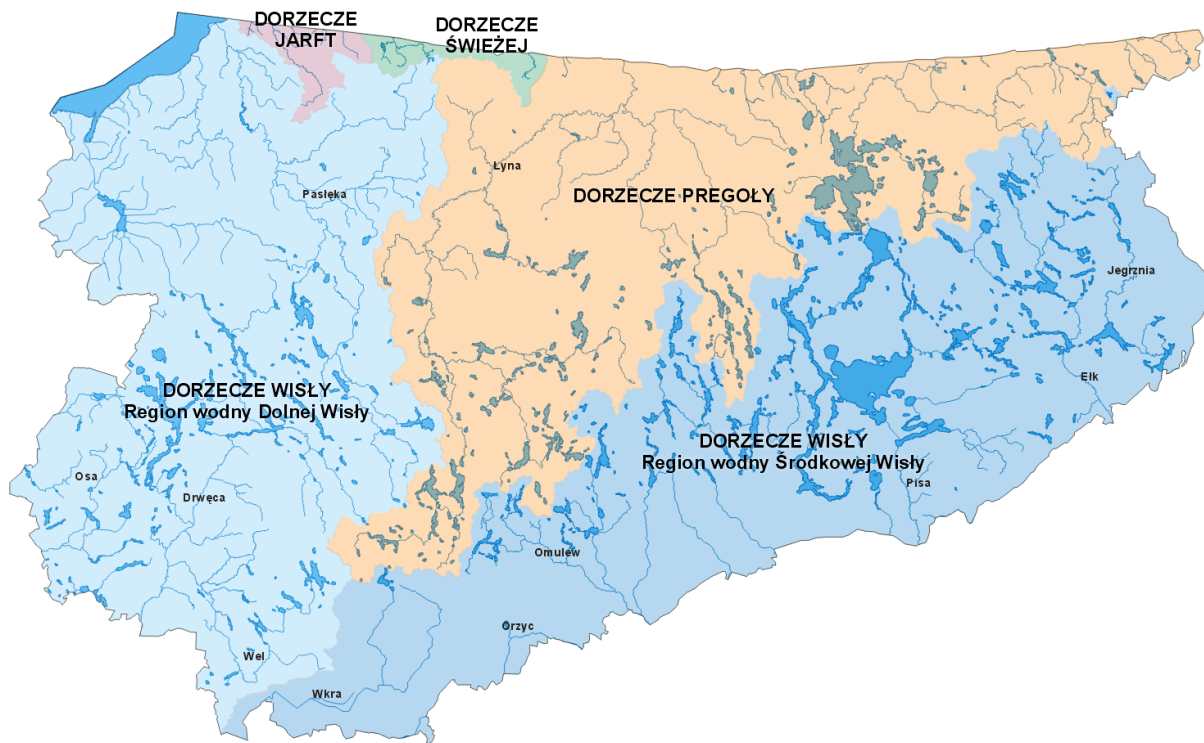 DORZECZE
JARFT
DORZECZE
ŚWIEŻEJ
Łyna
Pasłęka
DORZECZE PREGOŁY
Jegrznia
DORZECZE WISŁY
Region wodny Dolnej Wisły
Ełk
DORZECZE WISŁY
Region wodny Środkowej Wisły
Osa
Drwęca
Pisa
Omulew
Orzyc
Wel
Wkra